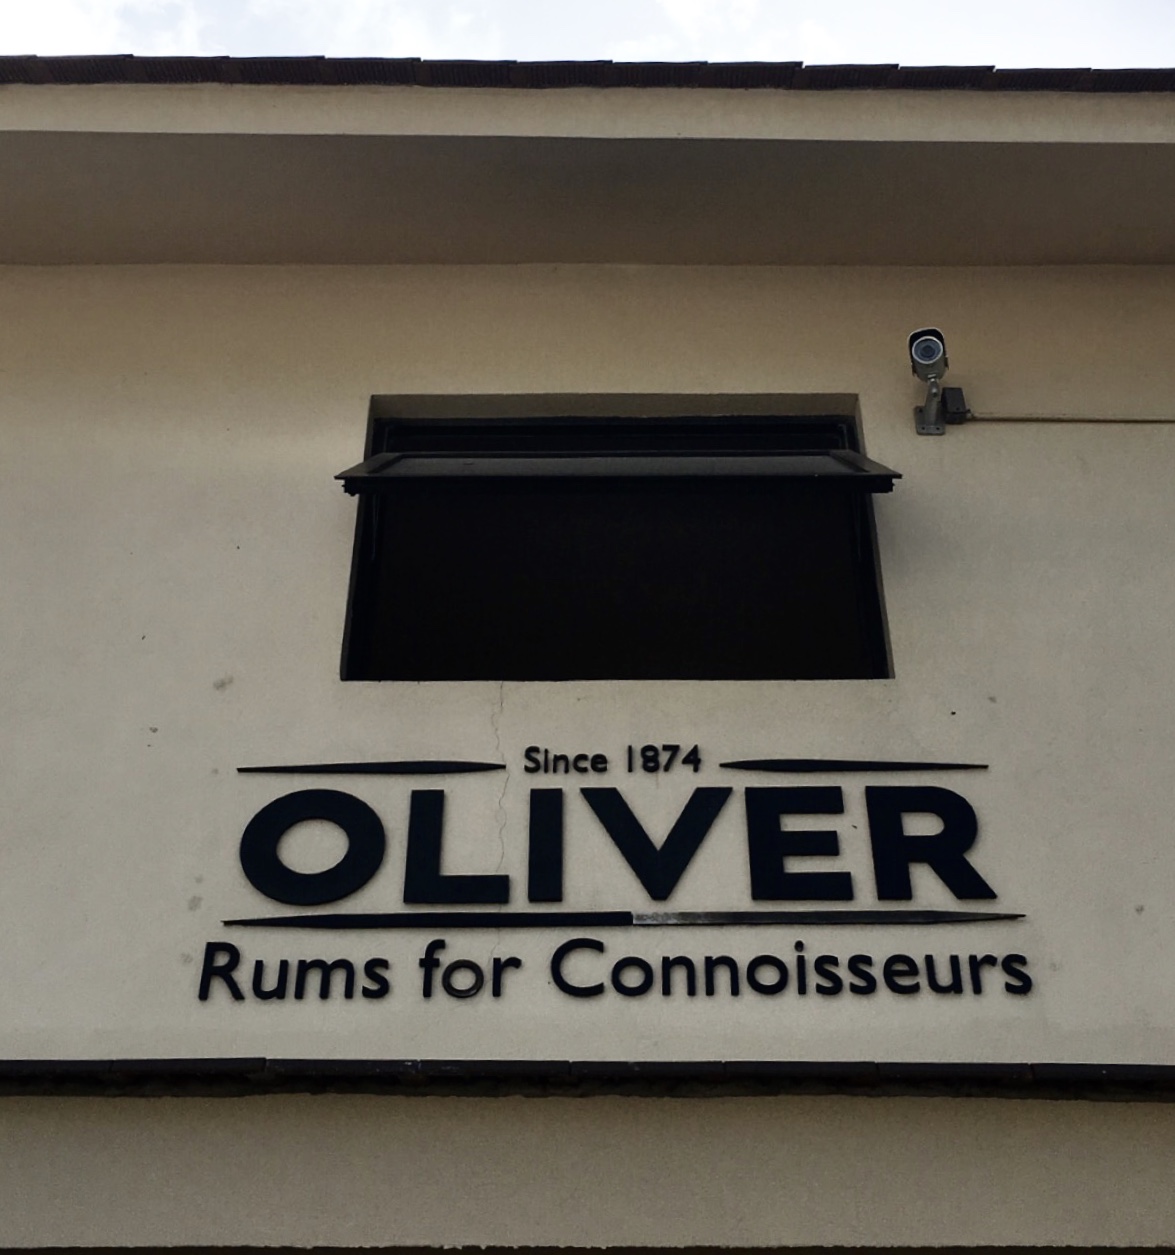 Since 1874
OLIVER
Rums for Connoisseurs